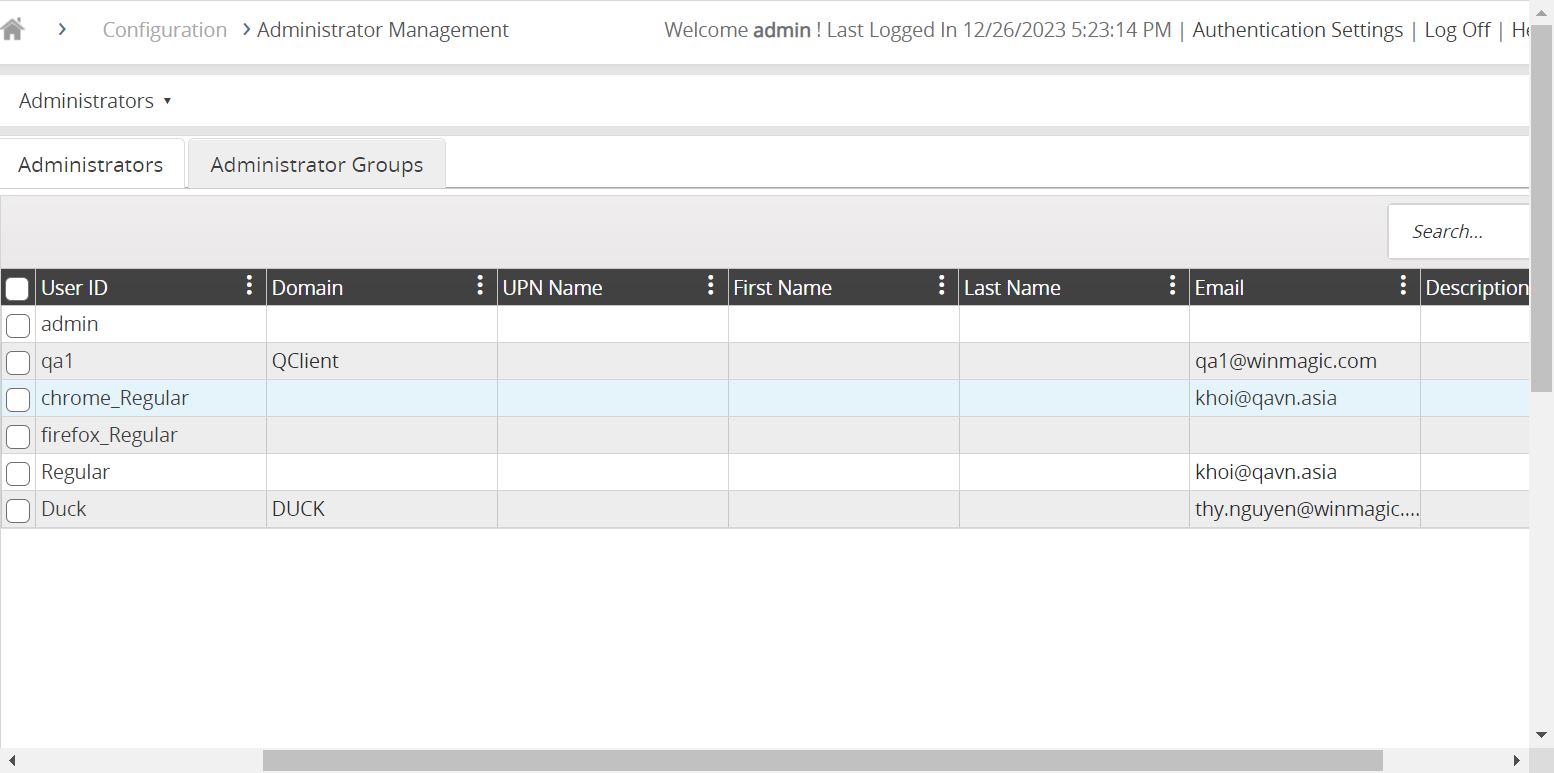 Configuration Administrator Management Welcome admin ! Last Logged In 12/26/2023 5:23:14 PM | Authentication Settings | Log Off | He
Administrators
Administrators Administrator Groups
Search...
User ID Domain UPN Name First Name Last Name Email Description
admin
qa1 QClient qa1@winmagic.com
chrome_Regular khoi@qavn.asia
firefox_Regular
Regular khoi@qavn.asia
Duck DUCK thy.nguyen@winmagic....